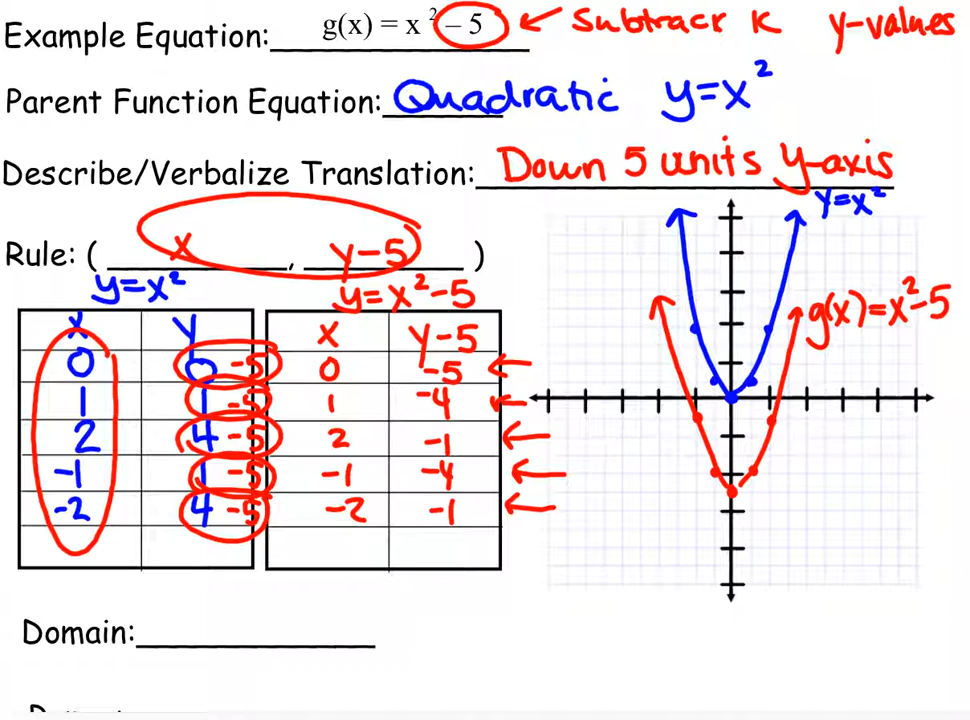 Example Equation: g(x) = x² – 5 ← Subtract K y-values
Parent Function Equation: Quadratic y=x²
Describe/Verbalize Translation: Down 5 units y-axis
y=x²
Rule: ( x , y-5 )
y=x² y=x²-5
g(x)=x²-5
x y x y-5
0 0 -5 0 -5 ←
1 1 -5 1 -4 ←
2 4 -5 2 -1 ←
-1 1 -5 -1 -4 ←
-2 4 -5 -2 -1 ←
Domain: